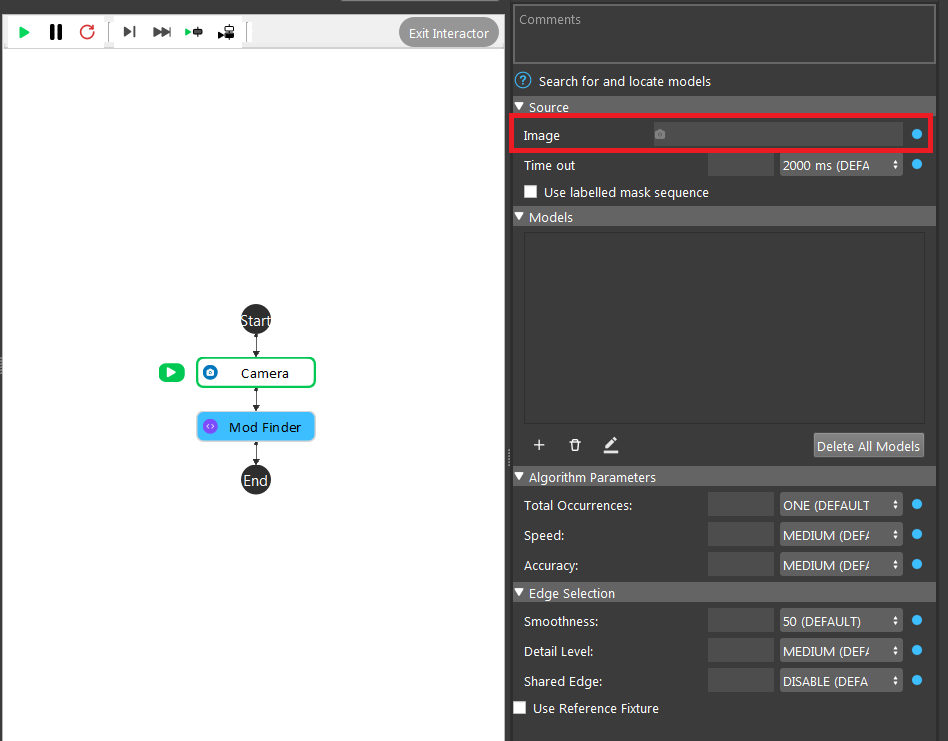 Exit Interactor
Start
Camera
Mod Finder
End
Comments
? Search for and locate models
Source
Image
Time out 2000 ms (DEFA
Use labelled mask sequence
Models
Delete All Models
Algorithm Parameters
Total Occurrences: ONE (DEFAULT
Speed: MEDIUM (DEFA
Accuracy: MEDIUM (DEFA
Edge Selection
Smoothness: 50 (DEFAULT)
Detail Level: MEDIUM (DEFA
Shared Edge: DISABLE (DEFA
Use Reference Fixture